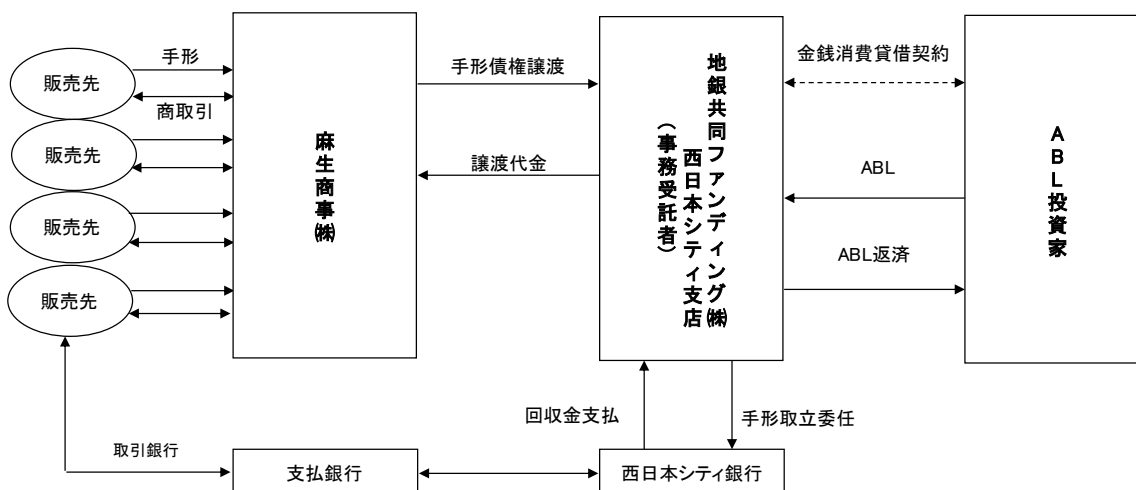 販売先
販売先
販売先
販売先
手形
商取引
麻生商事㈱
手形債権譲渡
譲渡代金
地銀共同ファンディング㈱
西日本シティ支店
（事務受託者）
金銭消費貸借契約
ABL
ABL返済
ＡＢＬ投資家
回収金支払
手形取立委任
取引銀行
支払銀行
西日本シティ銀行